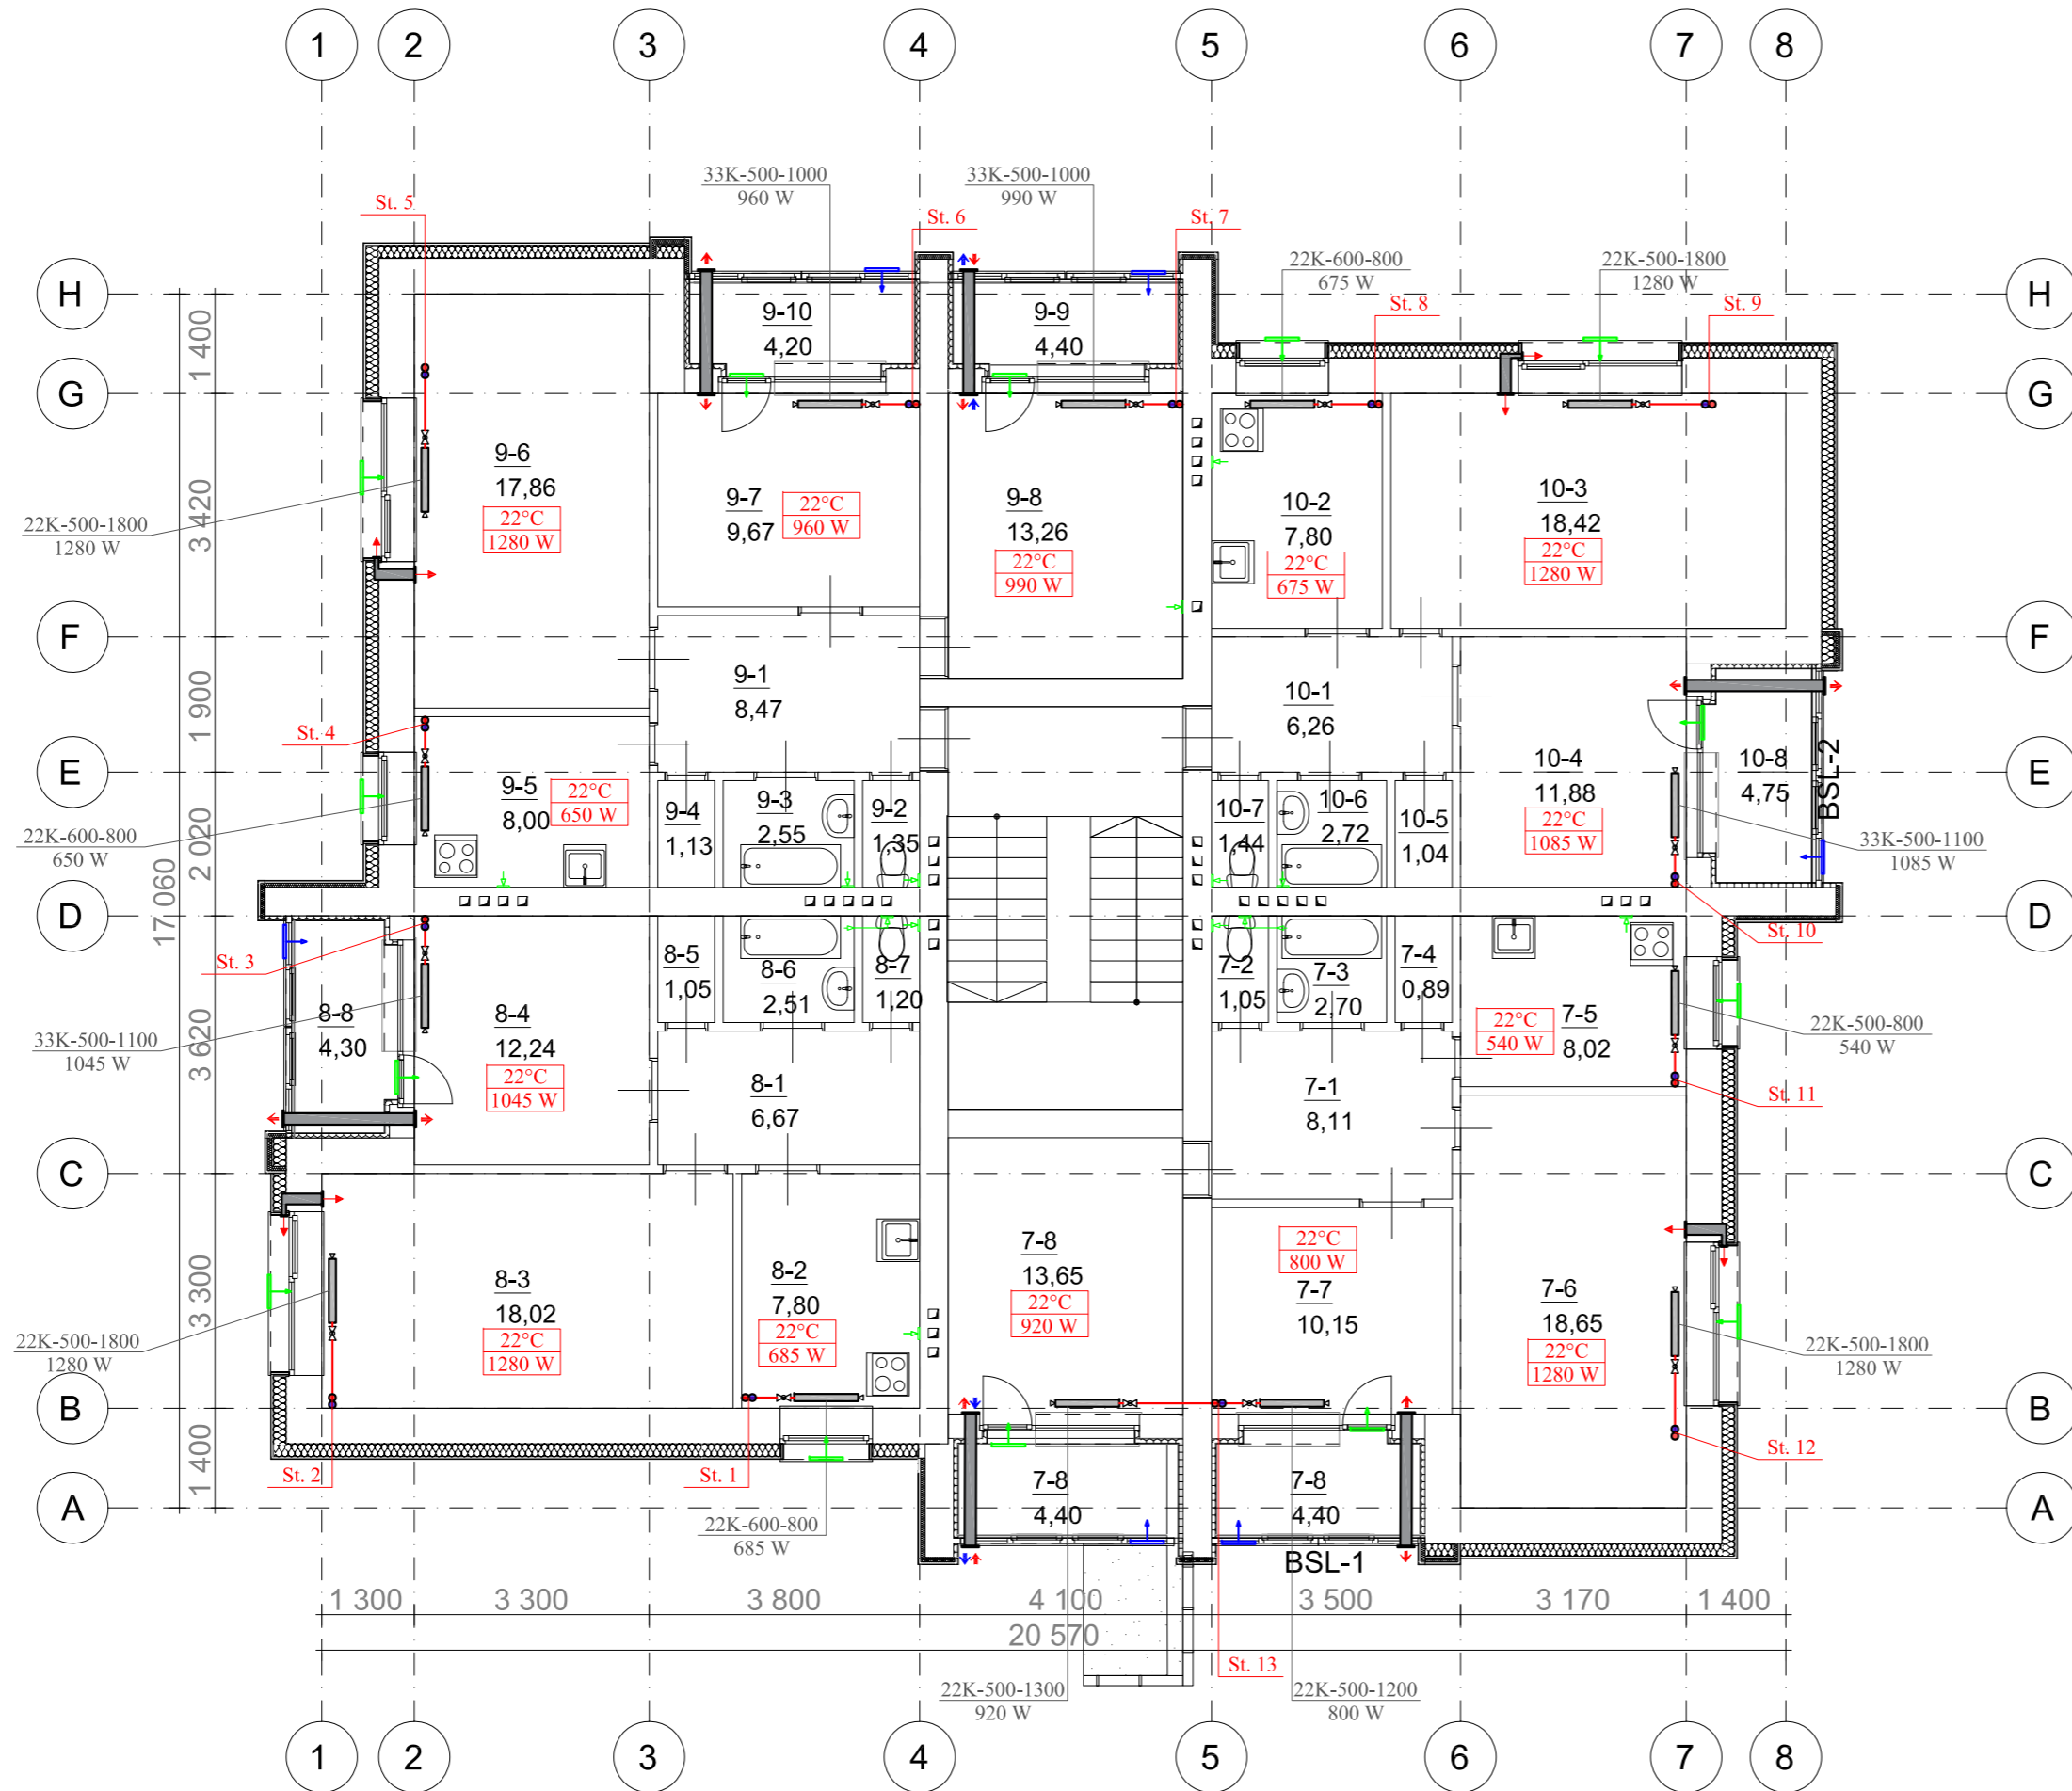 1 2 3 4 5 6 7 8
33K-500-1000
960 W
33K-500-1000
990 W
St. 5
St. 6
St. 7
22K-600-800
675 W
22K-500-1800
1280 W
St. 8
St. 9
H
H
G
G
F
F
E
E
D
D
C
C
B
B
A
A
1 400
3 420
1 900
2 020
3 620
3 300
1 400
17 060
9-10
4,20
9-9
4,40
9-6
17,86
22°C
1280 W
22K-500-1800
1280 W
9-7
9,67
22°C
960 W
9-8
13,26
22°C
990 W
10-2
7,80
22°C
675 W
10-3
18,42
22°C
1280 W
9-1
8,47
10-1
6,26
St. 4
9-5
8,00
22°C
650 W
22K-600-800
650 W
9-4
1,13
9-3
2,55
9-2
1,35
10-7
1,44
10-6
2,72
10-5
1,04
10-4
11,88
22°C
1085 W
10-8
4,75
BSL-2
33K-500-1100
1085 W
St. 3
St. 10
8-8
4,30
33K-500-1100
1045 W
8-4
12,24
22°C
1045 W
8-5
1,05
8-6
2,51
8-7
1,20
7-2
1,05
7-3
2,70
7-4
0,89
22°C
540 W
7-5
8,02
22K-500-800
540 W
St. 11
8-1
6,67
7-1
8,11
8-3
18,02
22°C
1280 W
22K-500-1800
1280 W
8-2
7,80
22°C
685 W
7-8
13,65
22°C
920 W
22°C
800 W
7-7
10,15
7-6
18,65
22°C
1280 W
22K-500-1800
1280 W
St. 2
St. 1
St. 12
22K-600-800
685 W
7-8
4,40
7-8
4,40
BSL-1
1 300 3 300 3 800 4 100 3 500 3 170 1 400
20 570
St. 13
22K-500-1300
920 W
22K-500-1200
800 W
1 2 3 4 5 6 7 8